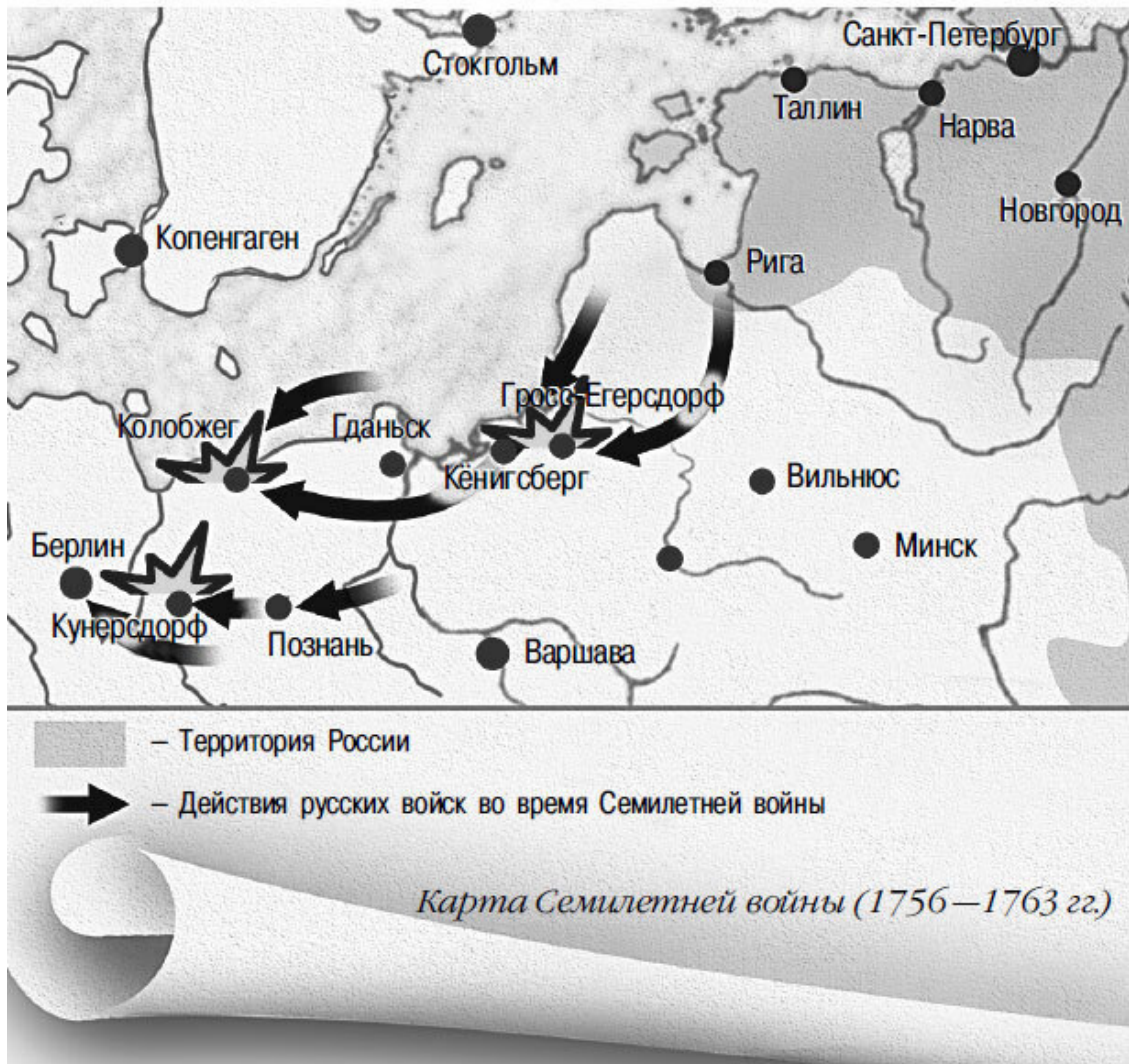 Санкт-Петербург
Стокгольм
Таллин
Нарва
Новгород
Копенгаген
Рига
Гросс-Егерсдорф
Колобжег
Гданьск
Кёнигсберг
Вильнюс
Берлин
Минск
Кунерсдорф
Познань
Варшава
– Территория России
– Действия русских войск во время Семилетней войны
Карта Семилетней войны (1756—1763 гг.)